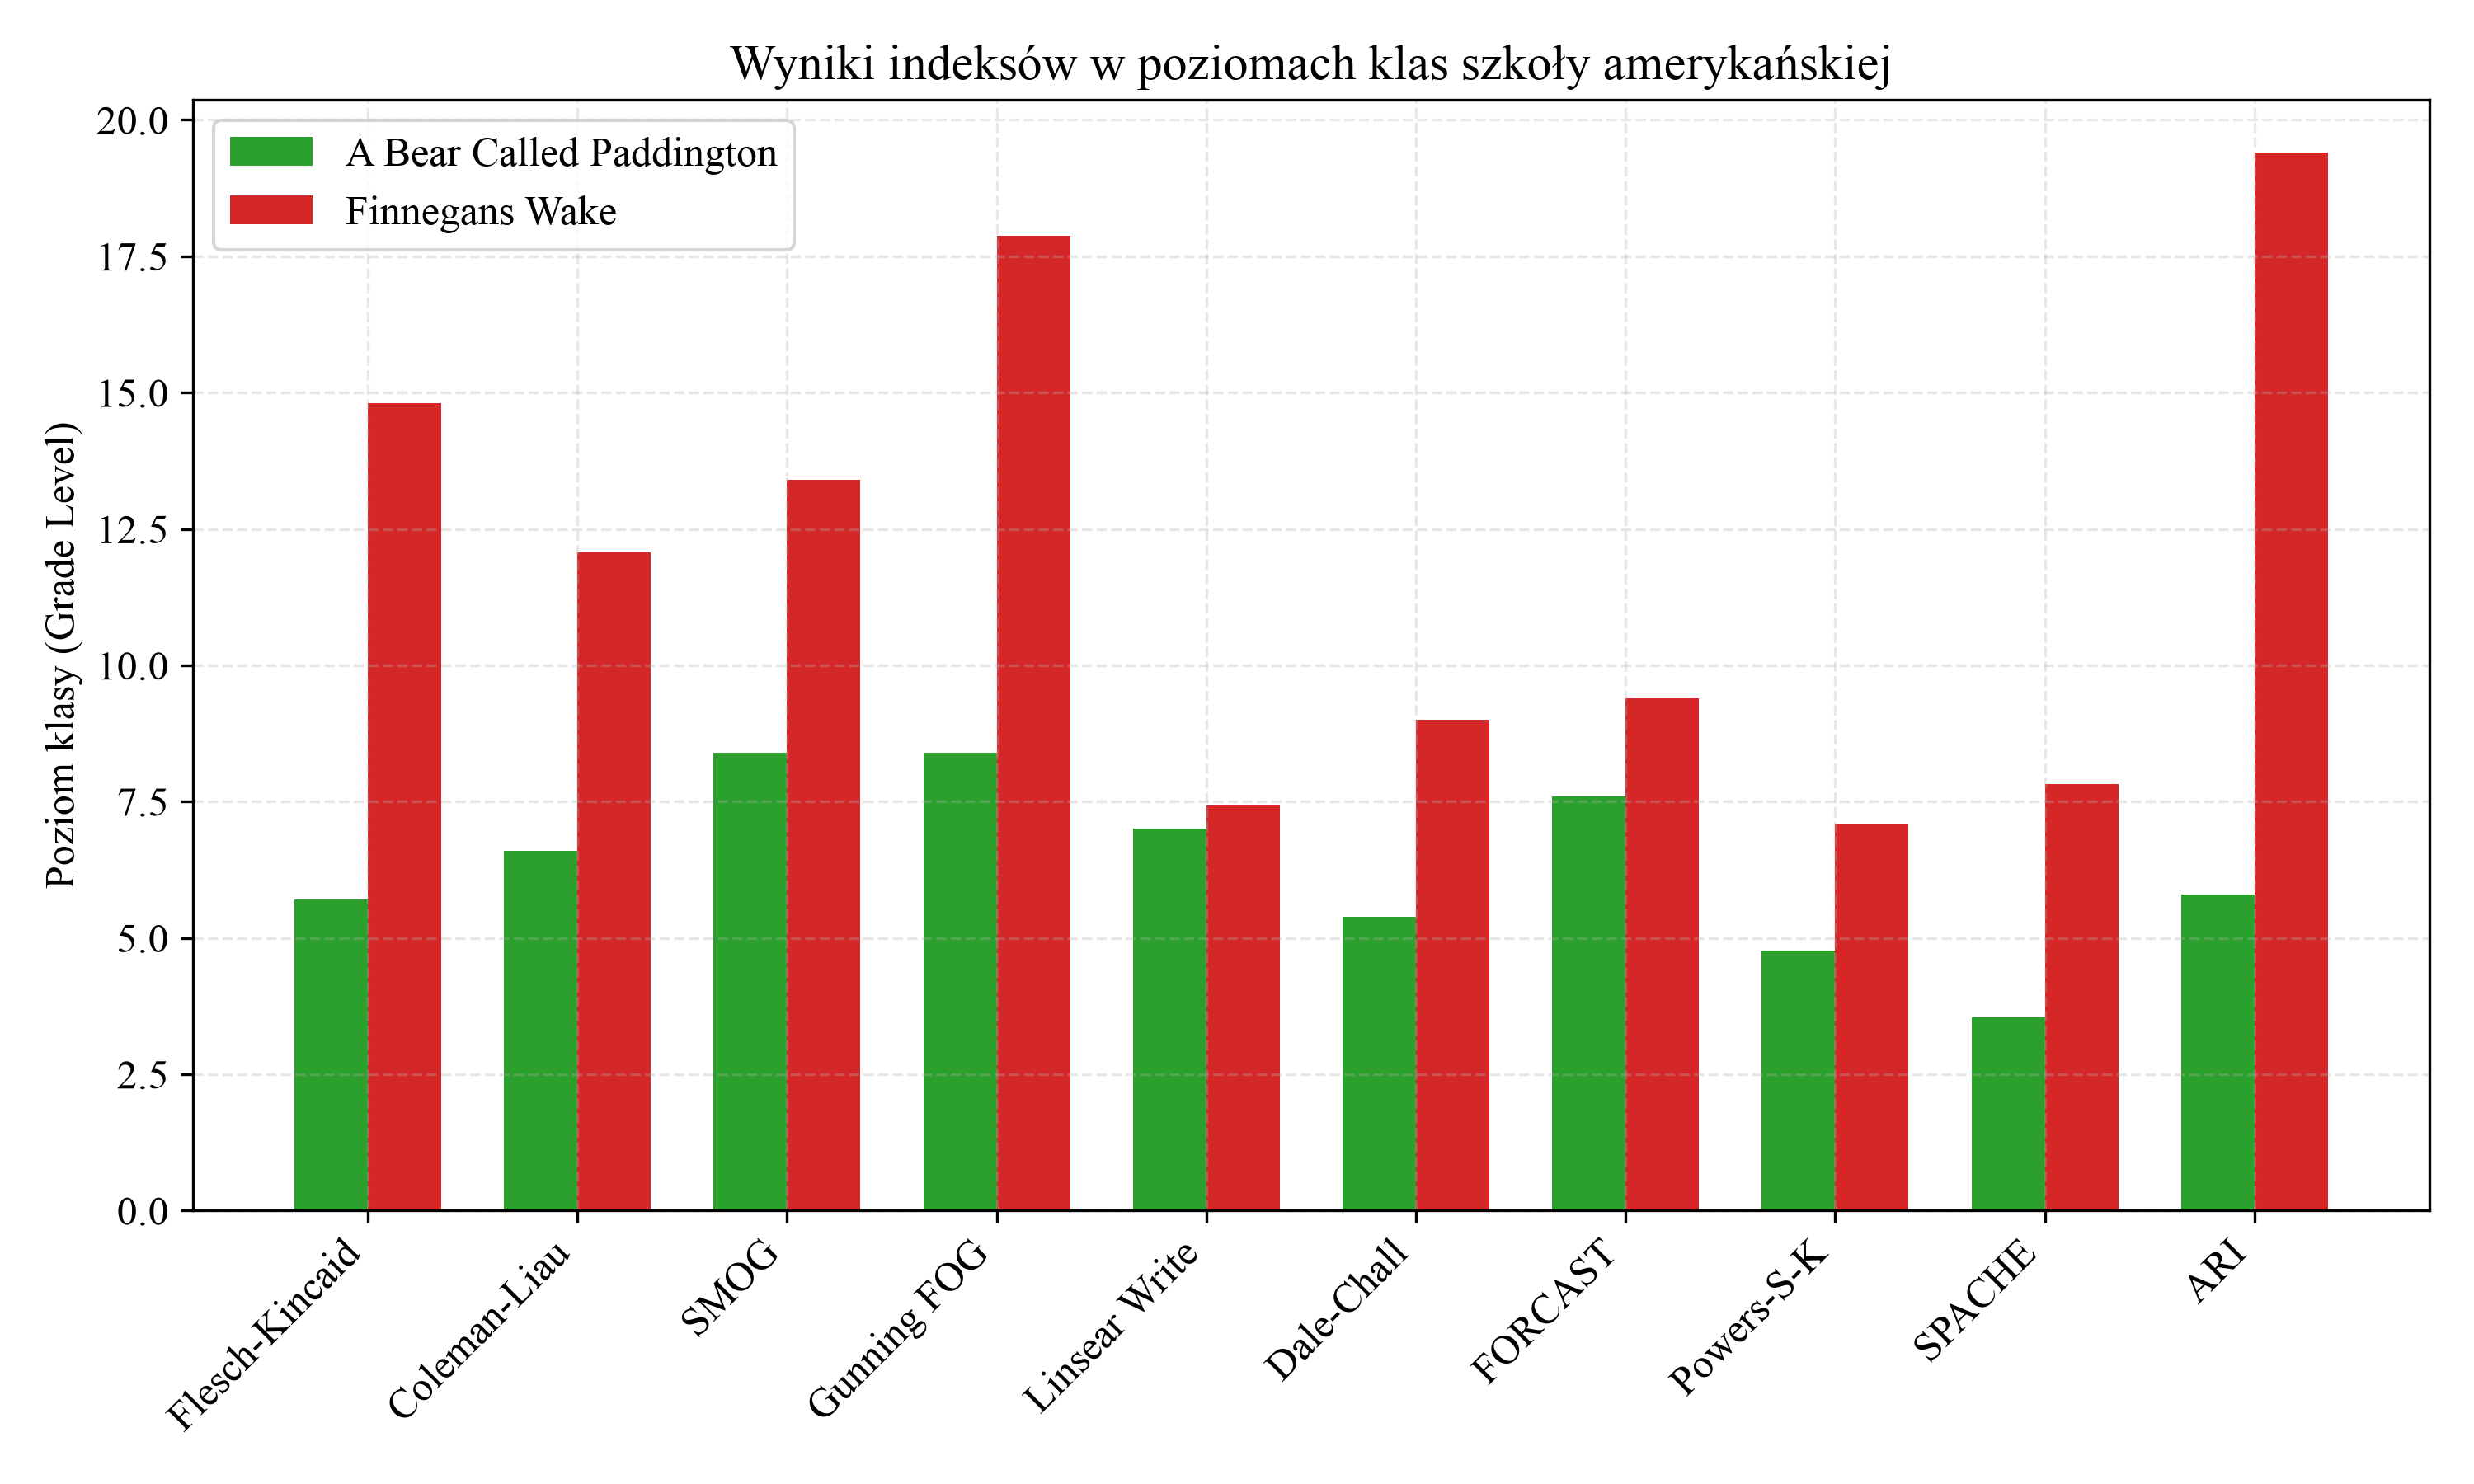 Wyniki indeksów w poziomach klas szkoły amerykańskiej
A Bear Called Paddington
Finnegans Wake
Poziom klasy (Grade Level)
20.0
17.5
15.0
12.5
10.0
7.5
5.0
2.5
0.0
Flesch-Kincaid
Coleman-Liau
SMOG
Gunning FOG
Linsear Write
Dale-Chall
FORCAST
Powers-S-K
SPACHE
ARI